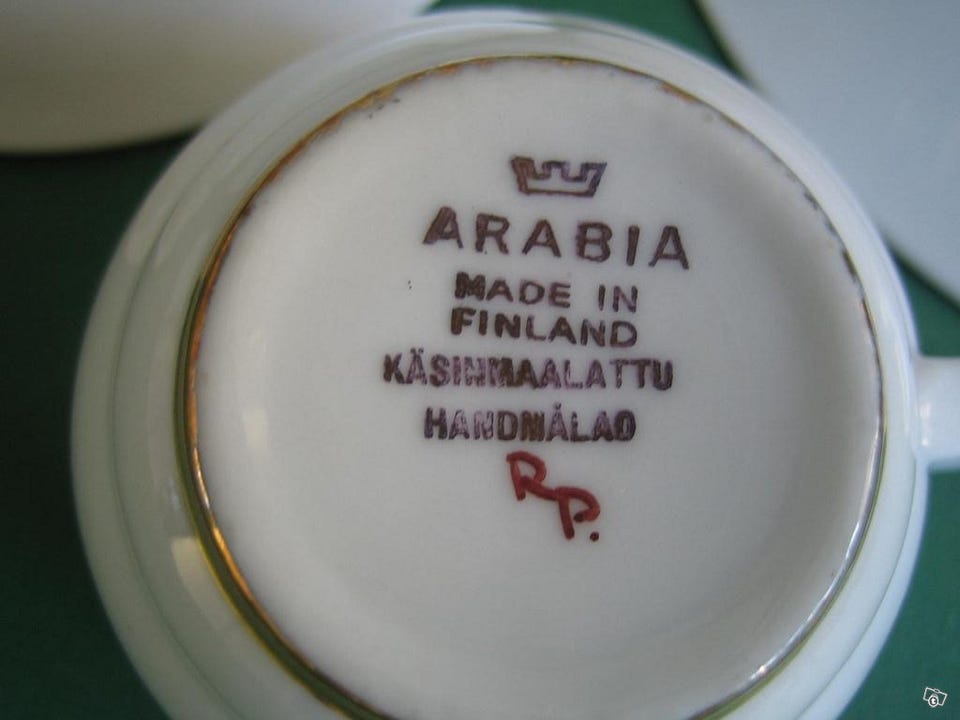 ARABIA
MADE IN
FINLAND
KÄSINMAALATTU
HANDMÅLAD
RP.